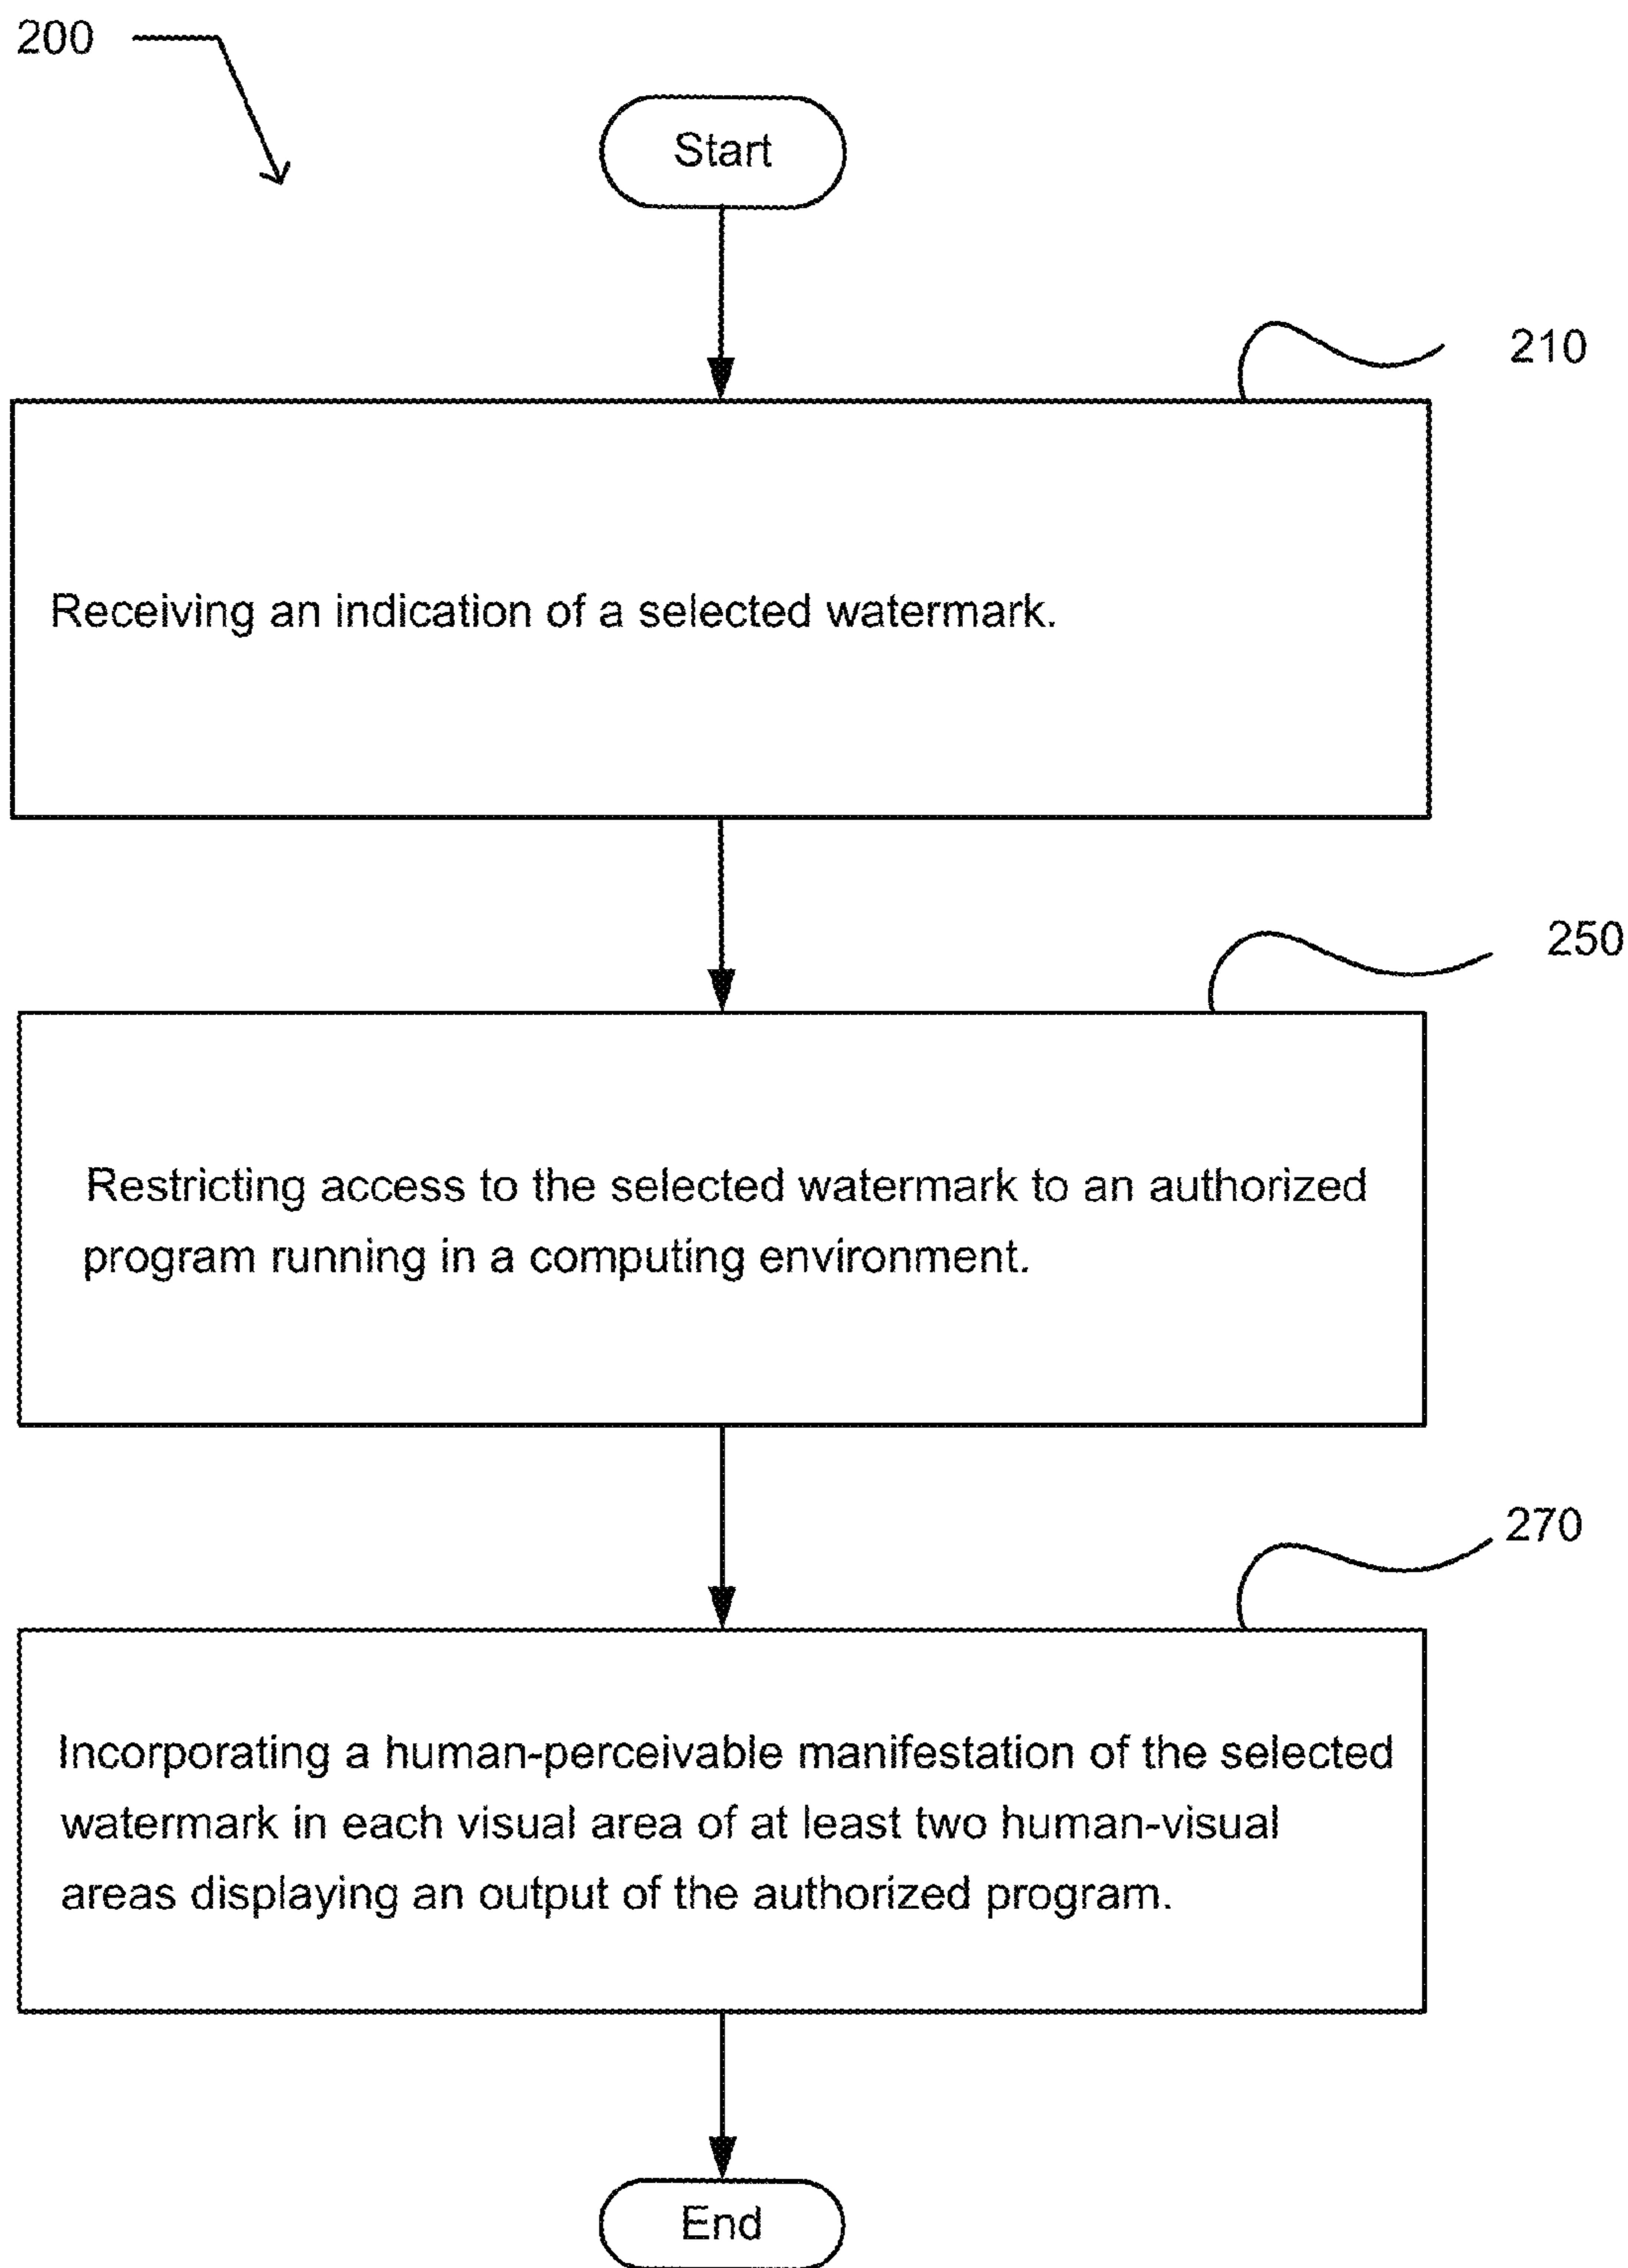 200
Start
210
Receiving an indication of a selected watermark.
250
Restricting access to the selected watermark to an authorized
program running in a computing environment.
270
Incorporating a human-perceivable manifestation of the selected
watermark in each visual area of at least two human-visual
areas displaying an output of the authorized program.
End